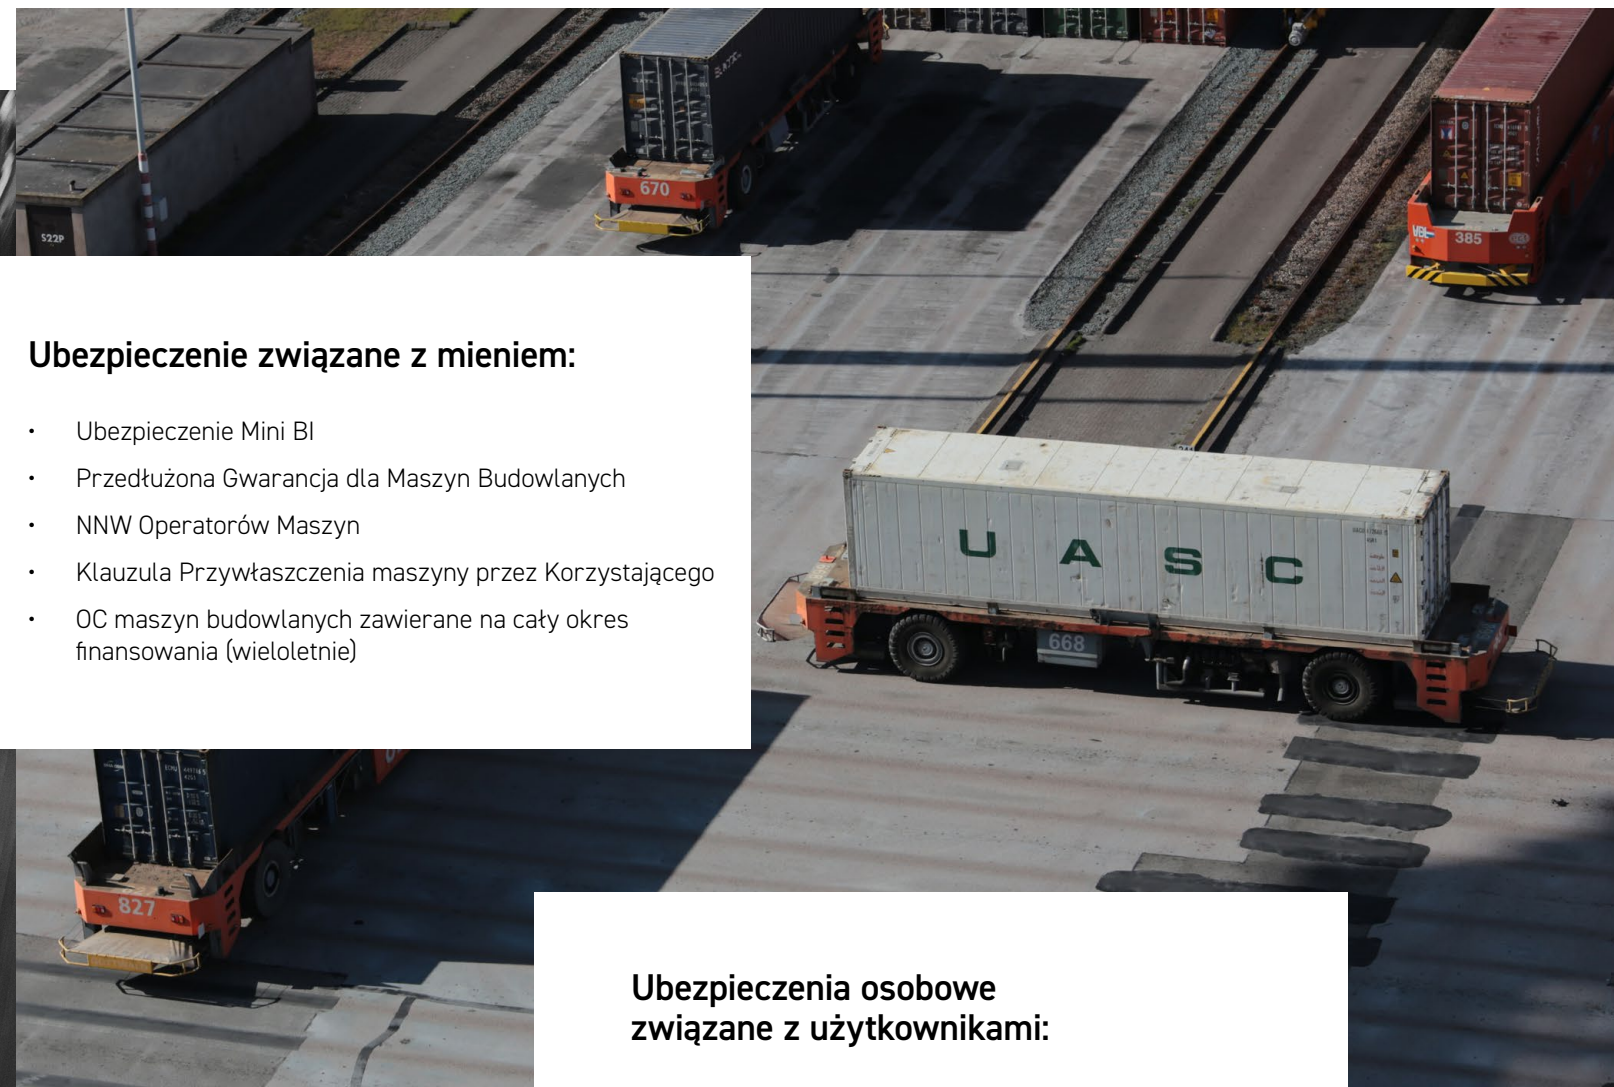 670
522P
385
Ubezpieczenie związane z mieniem:
• Ubezpieczenie Mini BI
• Przedłużona Gwarancja dla Maszyn Budowlanych
• NNW Operatorów Maszyn
• Klauzula Przywłaszczenia maszyny przez Korzystającego
• OC maszyn budowlanych zawierane na cały okres
finansowania (wieloletnie)
UASC
668
827
Ubezpieczenia osobowe
związane z użytkownikami: